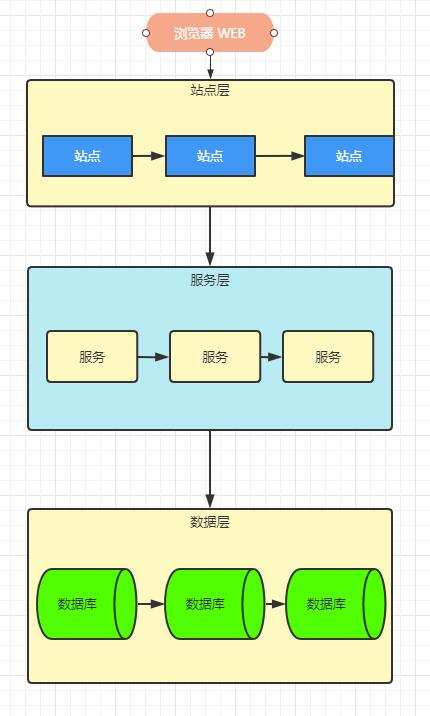 浏览器 WEB
站点层
站点 站点 站点
服务层
服务 服务 服务
数据层
数据库 数据库 数据库